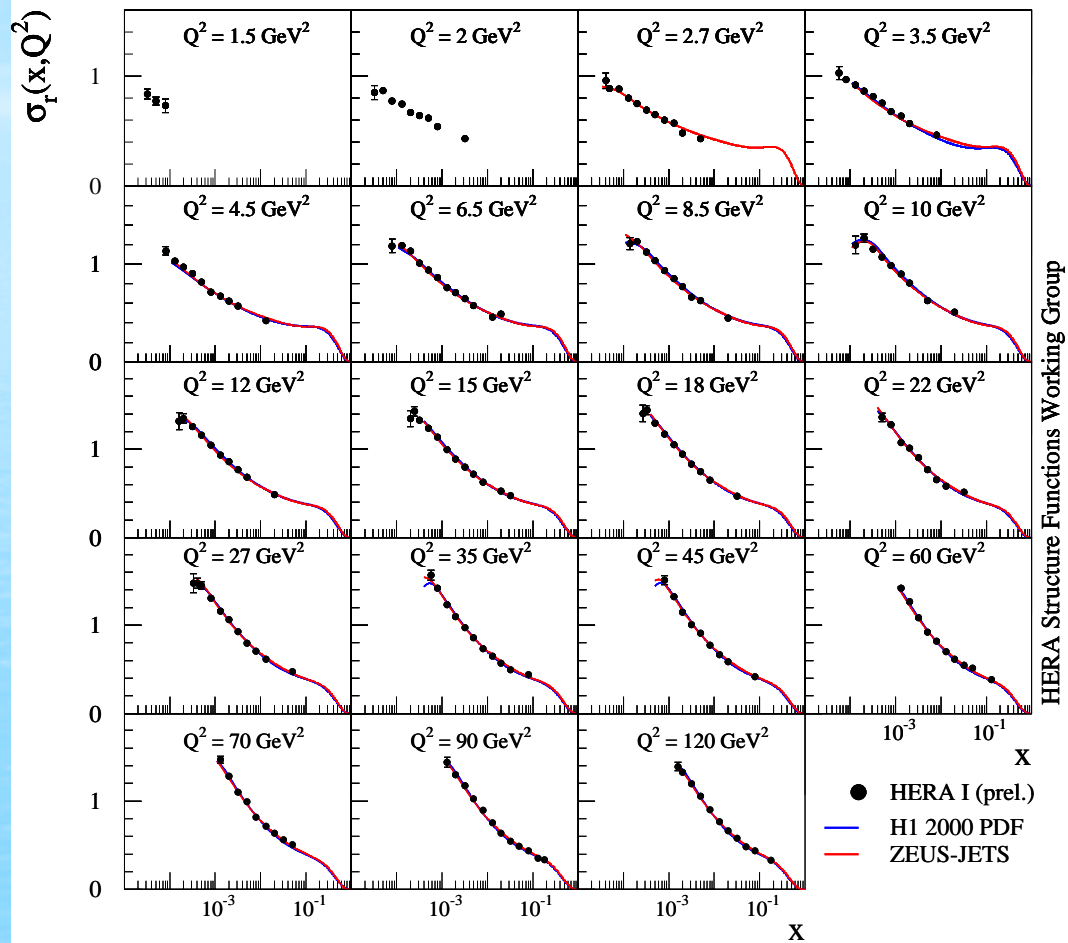 σr(x,Q²)
Q² = 1.5 GeV²
Q² = 2 GeV²
Q² = 2.7 GeV²
Q² = 3.5 GeV²
1
0
Q² = 4.5 GeV²
Q² = 6.5 GeV²
Q² = 8.5 GeV²
Q² = 10 GeV²
1
0
Q² = 12 GeV²
Q² = 15 GeV²
Q² = 18 GeV²
Q² = 22 GeV²
1
0
Q² = 27 GeV²
Q² = 35 GeV²
Q² = 45 GeV²
Q² = 60 GeV²
1
0
10⁻³ 10⁻¹
x
Q² = 70 GeV²
Q² = 90 GeV²
Q² = 120 GeV²
1
0
10⁻³ 10⁻¹
10⁻³ 10⁻¹
10⁻³ 10⁻¹
x
HERA I (prel.)
H1 2000 PDF
ZEUS-JETS
HERA Structure Functions Working Group